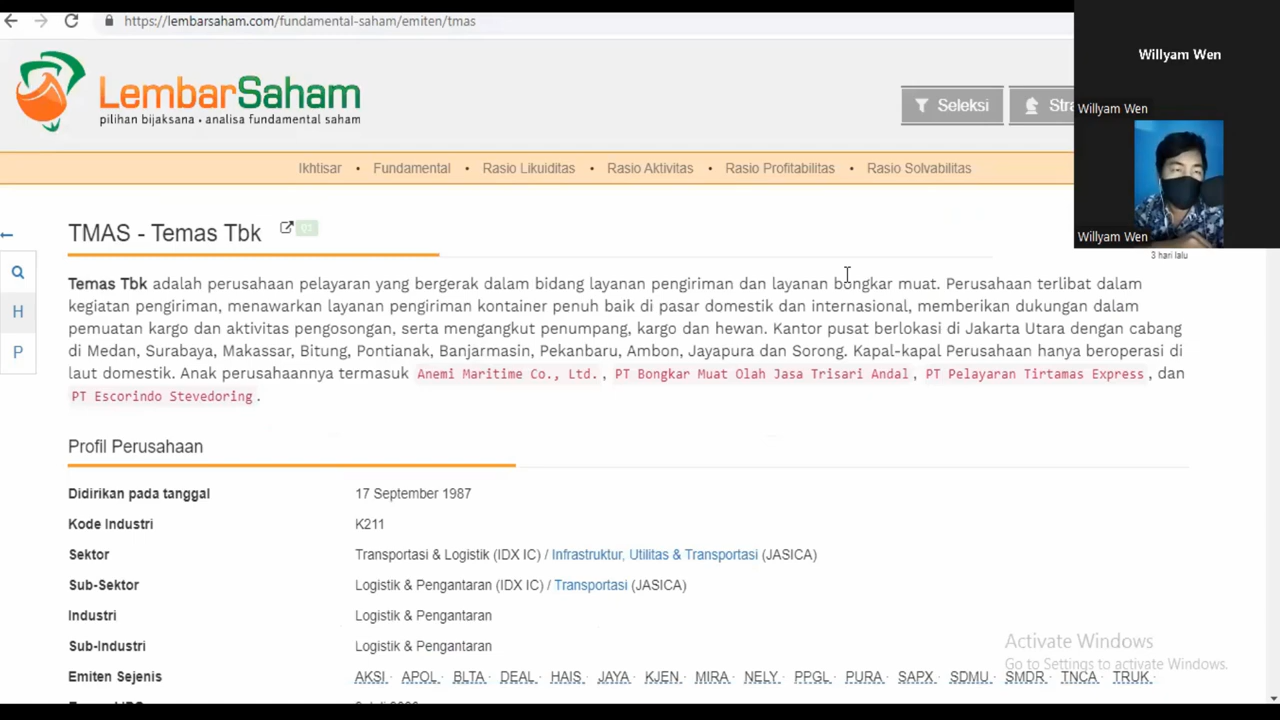 https://lembarsaham.com/fundamental-saham/emiten/tmas
Willyam Wen
Willyam Wen
Willyam Wen
LembarSaham
pilihan bijaksana • analisa fundamental saham
Seleksi
Stra
Ikhtisar • Fundamental • Rasio Likuiditas • Rasio Aktivitas • Rasio Profitabilitas • Rasio Solvabilitas
TMAS - Temas Tbk
3 hari lalu
Temas Tbk adalah perusahaan pelayaran yang bergerak dalam bidang layanan pengiriman dan layanan bongkar muat. Perusahaan terlibat dalam
kegiatan pengiriman, menawarkan layanan pengiriman kontainer penuh baik di pasar domestik dan internasional, memberikan dukungan dalam
pemuatan kargo dan aktivitas pengosongan, serta mengangkut penumpang, kargo dan hewan. Kantor pusat berlokasi di Jakarta Utara dengan cabang
di Medan, Surabaya, Makassar, Bitung, Pontianak, Banjarmasin, Pekanbaru, Ambon, Jayapura dan Sorong. Kapal-kapal Perusahaan hanya beroperasi di
laut domestik. Anak perusahaannya termasuk Anemi Maritime Co., Ltd., PT Bongkar Muat Olah Jasa Trisari Andal, PT Pelayaran Tirtamas Express, dan
PT Escorindo Stevedoring.
H
P
Profil Perusahaan
Didirikan pada tanggal 17 September 1987
Kode Industri K211
Sektor Transportasi & Logistik (IDX IC) / Infrastruktur, Utilitas & Transportasi (JASICA)
Sub-Sektor Logistik & Pengantaran (IDX IC) / Transportasi (JASICA)
Industri Logistik & Pengantaran
Sub-Industri Logistik & Pengantaran
Emiten Sejenis AKSI APOL BLTA DEAL HAIS JAYA KJEN MIRA NELY PPGL PURA SAPX SDMU SMDR TNCA TRUK
Activate Windows
Go to Settings to activate Windows.